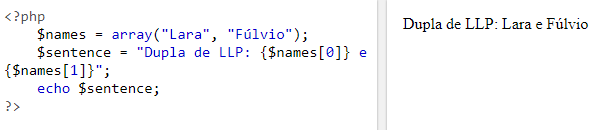 <?php
    $names = array("Lara", "Fúlvio");
    $sentence = "Dupla de LLP: {$names[0]} e
{$names[1]}";
    echo $sentence;
?>
Dupla de LLP: Lara e Fúlvio